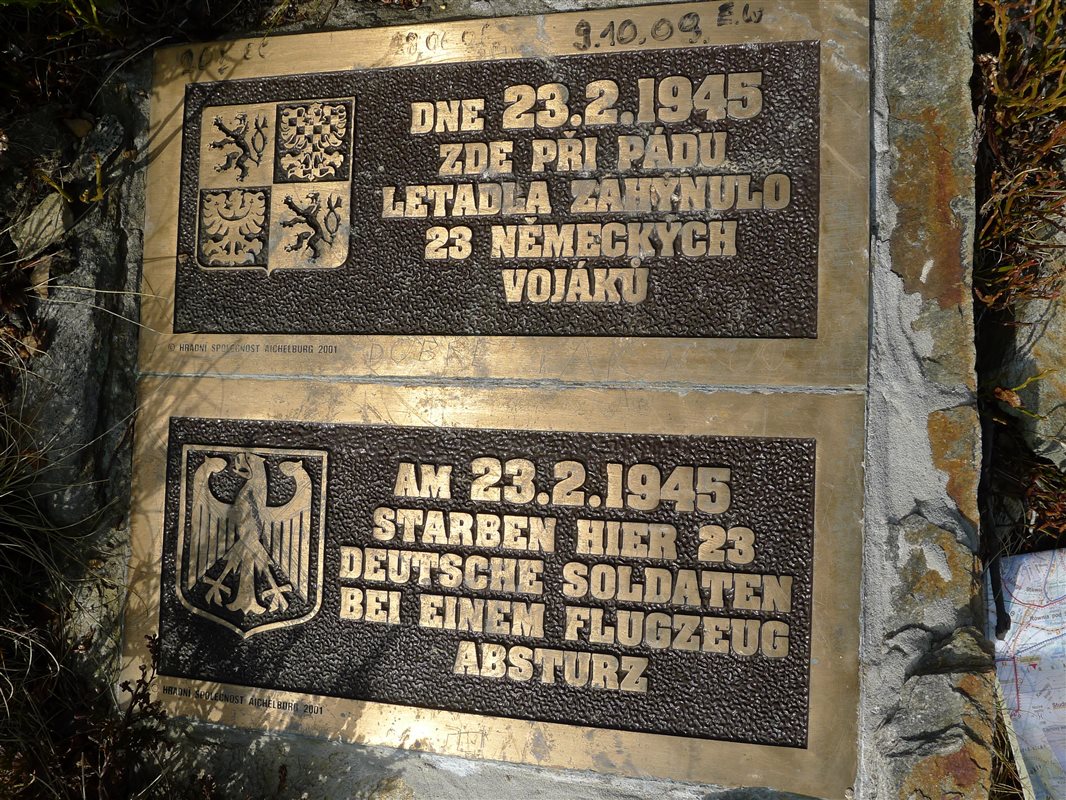 9.10.09. E.W
DNE 23.2.1945
ZDE PŘI PÁDU
LETADLA ZAHYNULO
23 NĚMECKÝCH
VOJÁKŮ
© HRADNÍ SPOLEČNOST AICHELBURG 2001
AM 23.2.1945
STARBEN HIER 23
DEUTSCHE SOLDATEN
BEI EINEM FLUGZEUG
ABSTURZ
© HRADNÍ SPOLEČNOST AICHELBURG 2001